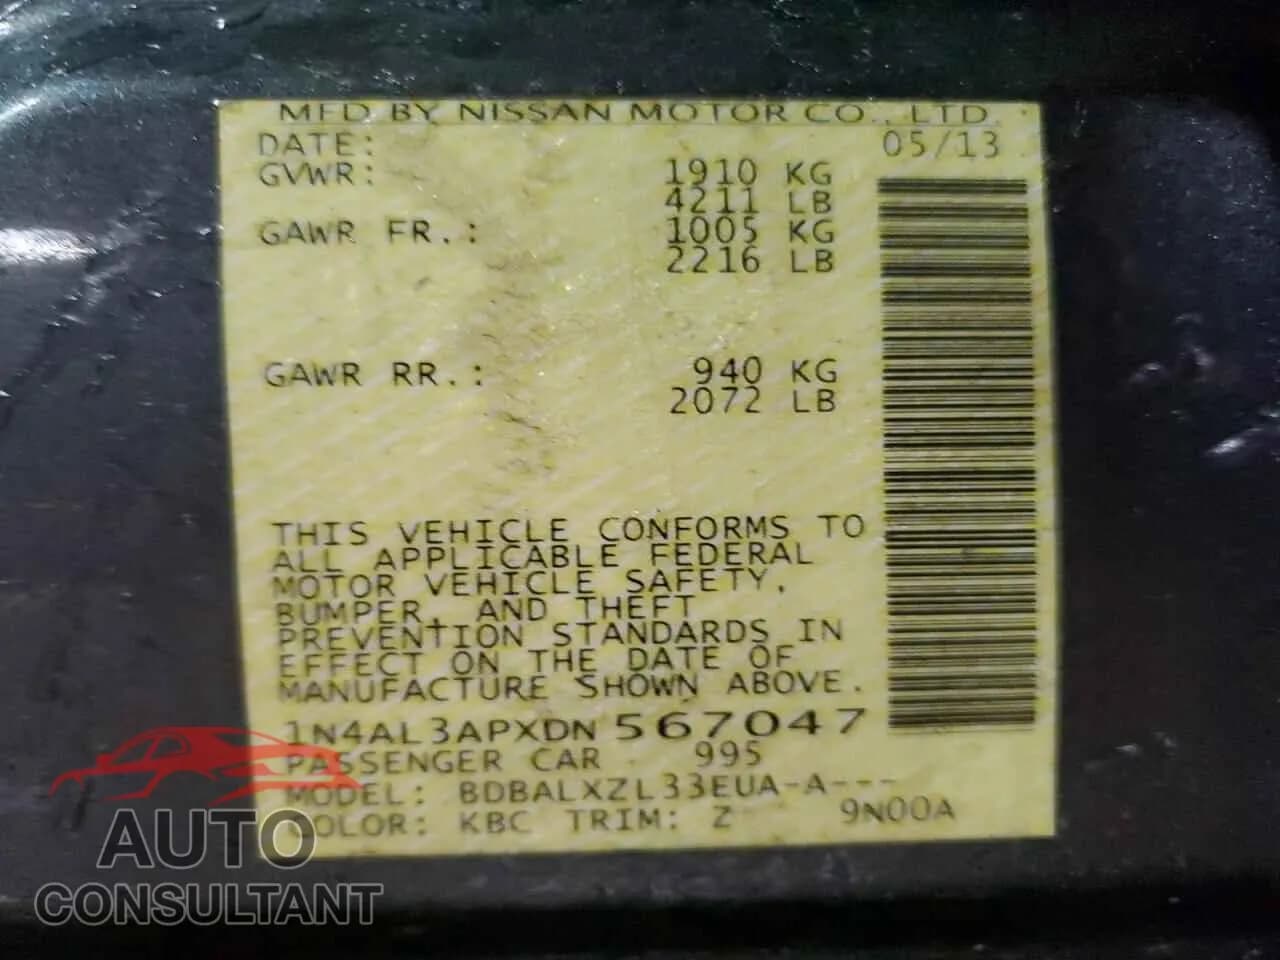 MFD BY NISSAN MOTOR CO., LTD.
DATE: 05/13
GVWR: 1910 KG
4211 LB
GAWR FR.: 1005 KG
2216 LB
GAWR RR.: 940 KG
2072 LB
THIS VEHICLE CONFORMS TO
ALL APPLICABLE FEDERAL
MOTOR VEHICLE SAFETY,
BUMPER, AND THEFT
PREVENTION STANDARDS IN
EFFECT ON THE DATE OF
MANUFACTURE SHOWN ABOVE.
1N4AL3APXDN 567047
PASSENGER CAR 995
MODEL: BDBALXZL33EUA-A---
COLOR: KBC TRIM: Z 9N00A
AUTO
CONSULTANT